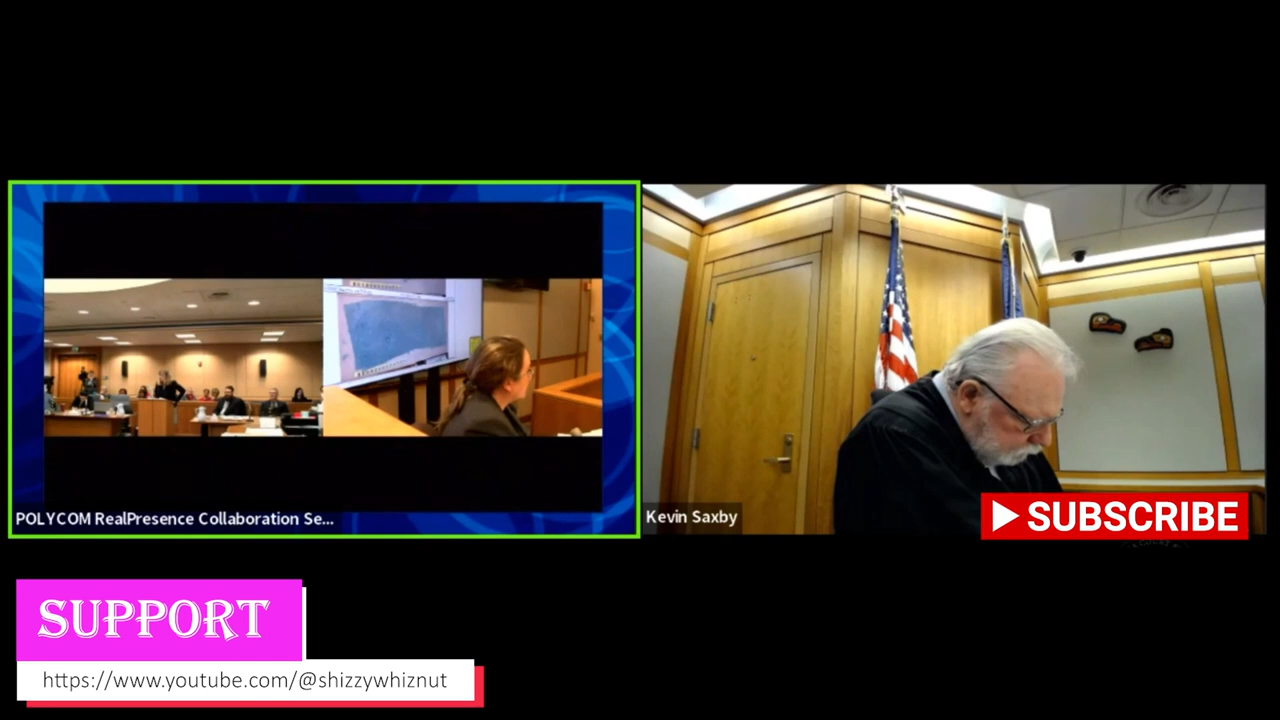 POLYCOM RealPresence Collaboration Se...
Kevin Saxby
SUBSCRIBE
SUPPORT
https://www.youtube.com/@shizzywhiznut